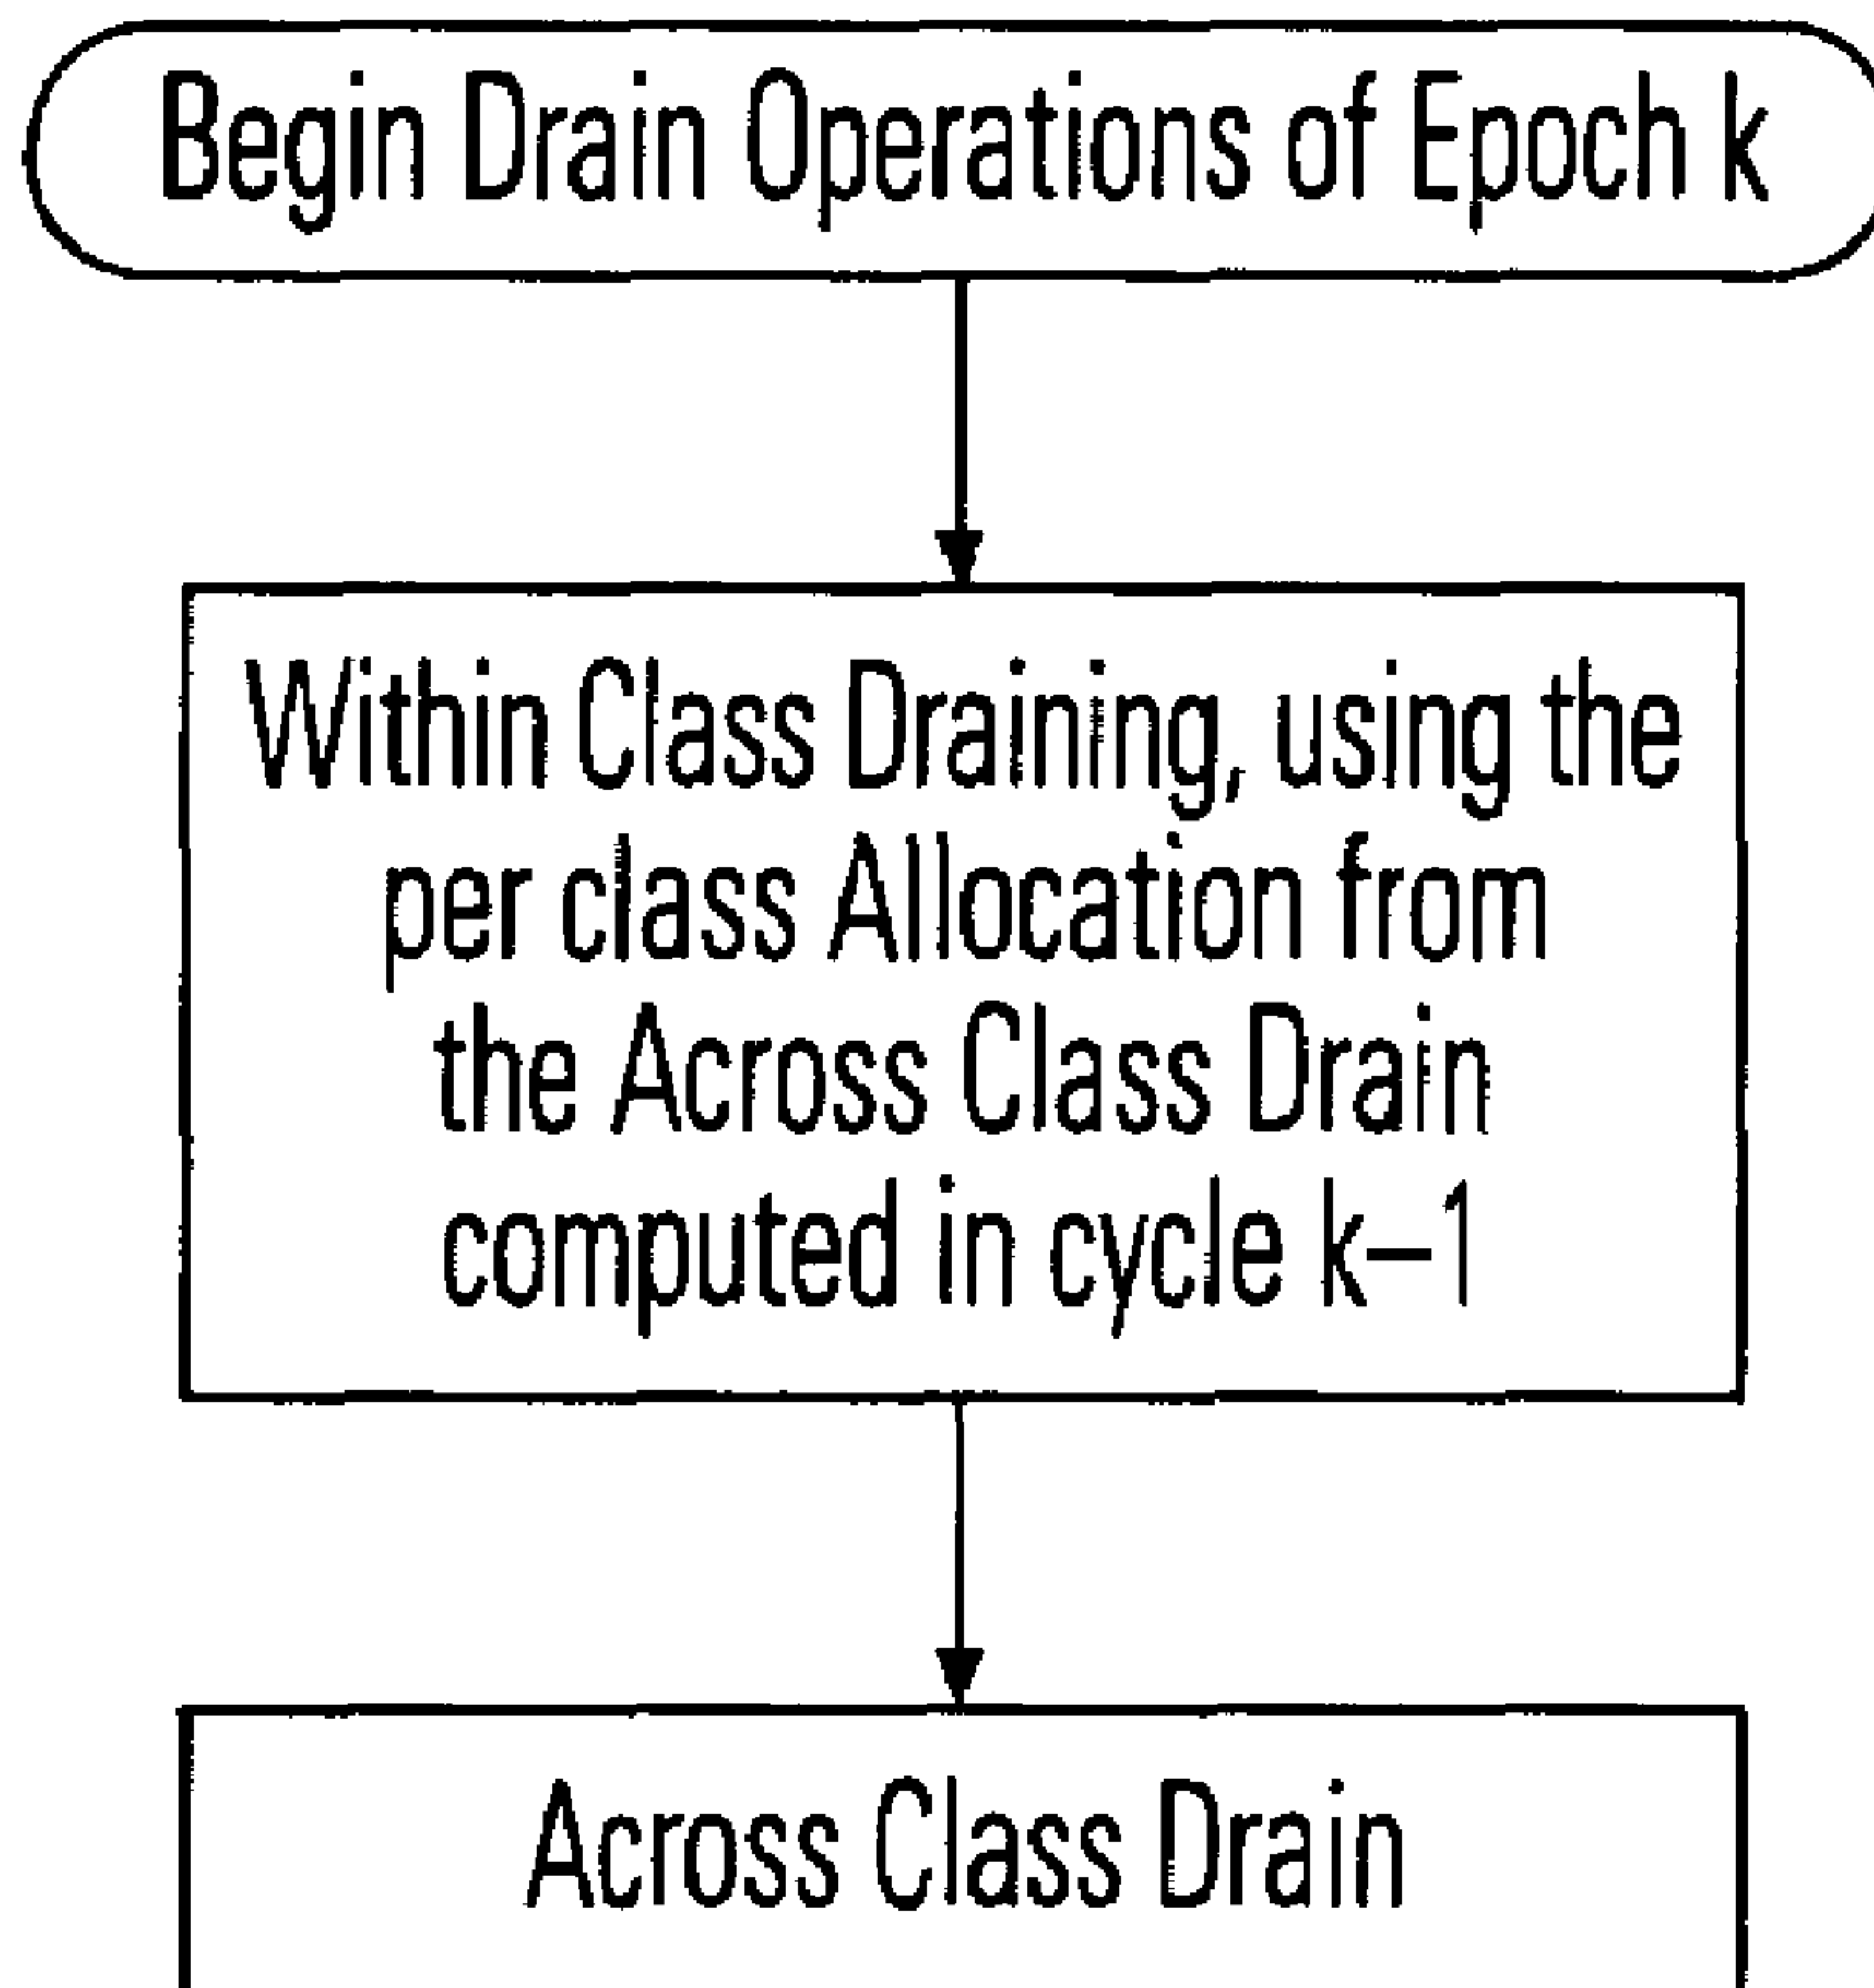 Begin Drain Operations of Epoch k
Within Class Draining, using the
per class Allocation from
the Across Class Drain
computed in cycle k-1
Across Class Drain